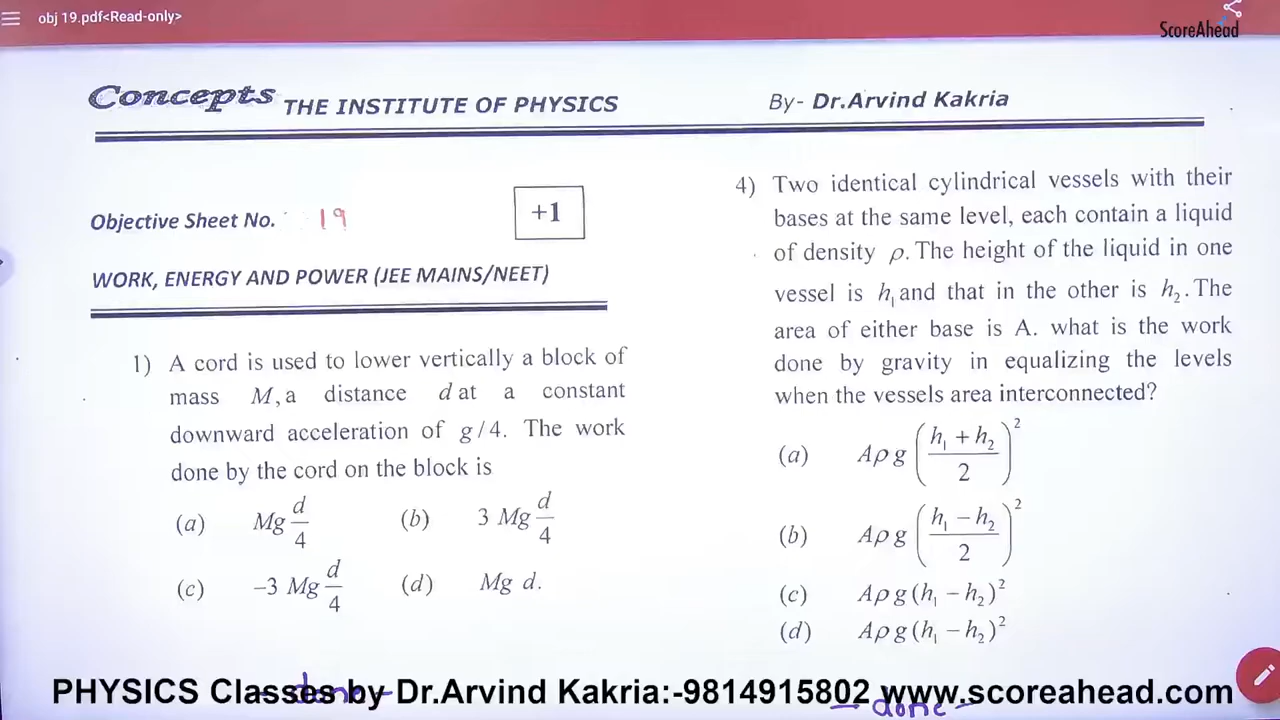 obj 19.pdf<Read-only>
ScoreAhead
Concepts THE INSTITUTE OF PHYSICS
By- Dr.Arvind Kakria
Objective Sheet No. 19
+1
WORK, ENERGY AND POWER (JEE MAINS/NEET)
1) A cord is used to lower vertically a block of
mass M, a distance d at a constant
downward acceleration of g/4. The work
done by the cord on the block is
(a) Mg d/4 (b) 3 Mg d/4
(c) –3 Mg d/4 (d) Mg d.
4) Two identical cylindrical vessels with their
bases at the same level, each contain a liquid
of density ρ. The height of the liquid in one
vessel is h₁ and that in the other is h₂. The
area of either base is A. what is the work
done by gravity in equalizing the levels
when the vessels area interconnected?
(a) Aρg ((h₁ + h₂)/2)²
(b) Aρg ((h₁ – h₂)/2)²
(c) Aρg(h₁ – h₂)²
(d) Aρg(h₁ – h₂)²
- done -
- done -
PHYSICS Classes by Dr.Arvind Kakria:-9814915802 www.scoreahead.com